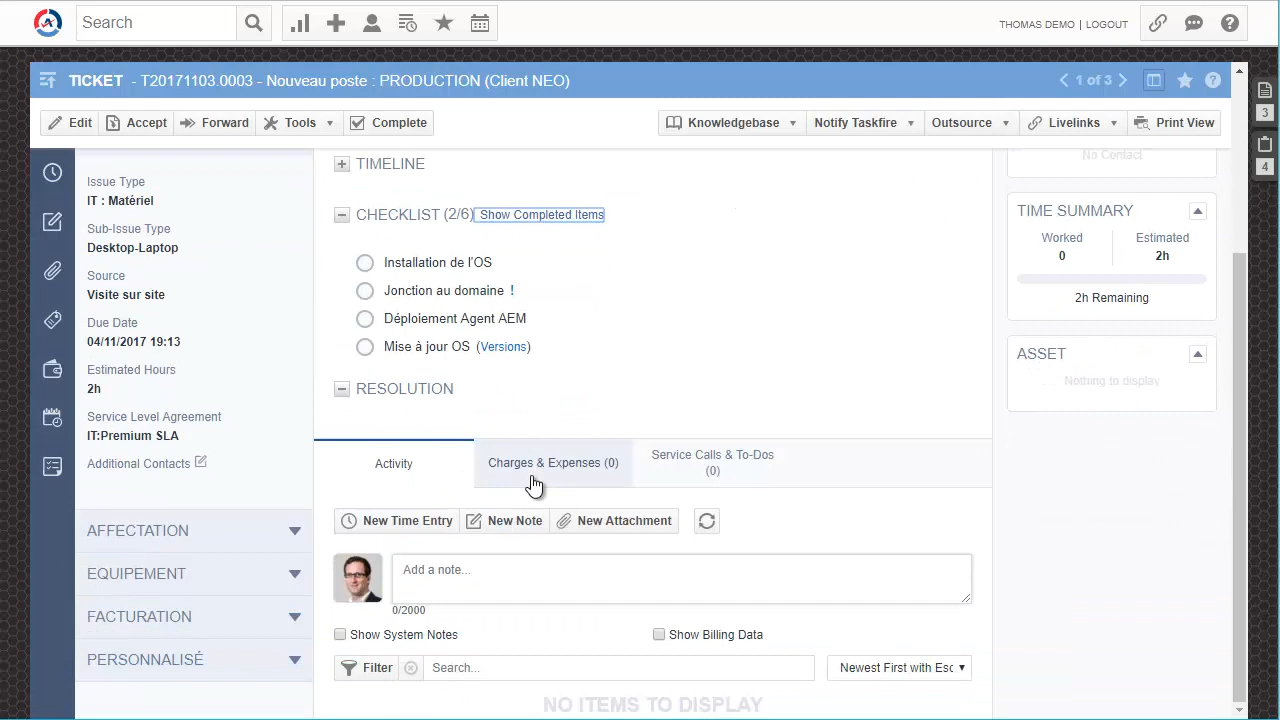 Search
THOMAS DEMO | LOGOUT
TICKET - T20171103.0003 - Nouveau poste : PRODUCTION (Client NEO)
1 of 3
Edit
Accept
Forward
Tools
Complete
Knowledgebase
Notify Taskfire
Outsource
Livelinks
Print View
3
4
Issue Type
IT : Matériel
Sub-Issue Type
Desktop-Laptop
Source
Visite sur site
Due Date
04/11/2017 19:13
Estimated Hours
2h
Service Level Agreement
IT:Premium SLA
Additional Contacts
AFFECTATION
EQUIPEMENT
FACTURATION
PERSONNALISÉ
TIMELINE
CHECKLIST (2/6) Show Completed Items
Installation de l'OS
Jonction au domaine !
Déploiement Agent AEM
Mise à jour OS (Versions)
RESOLUTION
Activity
Charges & Expenses (0)
Service Calls & To-Dos
(0)
New Time Entry
New Note
New Attachment
Add a note...
0/2000
Show System Notes
Show Billing Data
Filter
Search...
Newest First with Esc
NO ITEMS TO DISPLAY
No Contact
TIME SUMMARY
Worked
0
Estimated
2h
2h Remaining
ASSET
Nothing to display